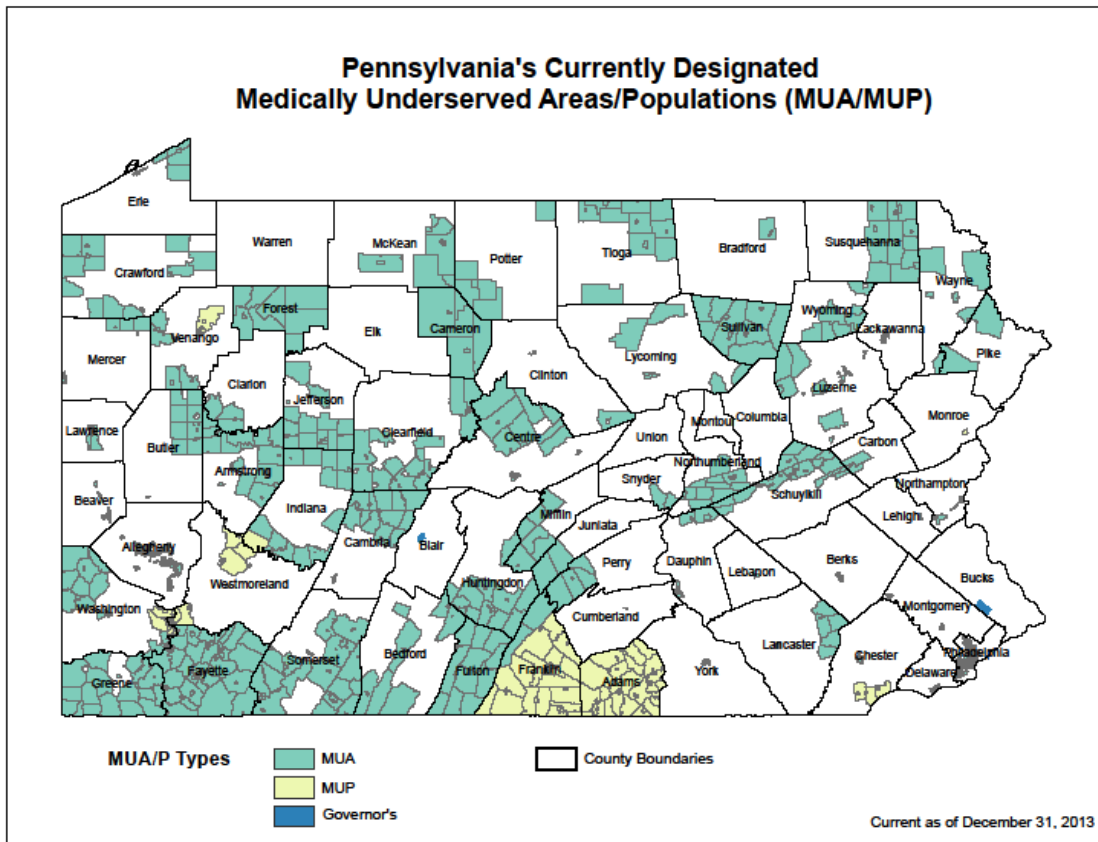 Pennsylvania's Currently Designated
Medically Underserved Areas/Populations (MUA/MUP)
Erie
Warren
McKean
Potter
Tioga
Bradford
Susquehanna
Crawford
Wayne
Forest
Venango
Elk
Cameron
Sullivan
Wyoming
Lackawanna
Mercer
Lycoming
Pike
Clarion
Clinton
Jefferson
Luzerne
Lawrence
Butler
Clearfield
Centre
Union
Montour
Columbia
Monroe
Carbon
Armstrong
Northumberland
Beaver
Indiana
Snyder
Schuylkill
Northampton
Mifflin
Juniata
Lehigh
Allegheny
Cambria
Blair
Perry
Dauphin
Lebanon
Berks
Westmoreland
Huntingdon
Bucks
Washington
Cumberland
Montgomery
Lancaster
Bedford
Philadelphia
Somerset
Franklin
Chester
Fayette
Fulton
York
Delaware
Greene
Adams
MUA/P Types
MUA
County Boundaries
MUP
Governor's
Current as of December 31, 2013